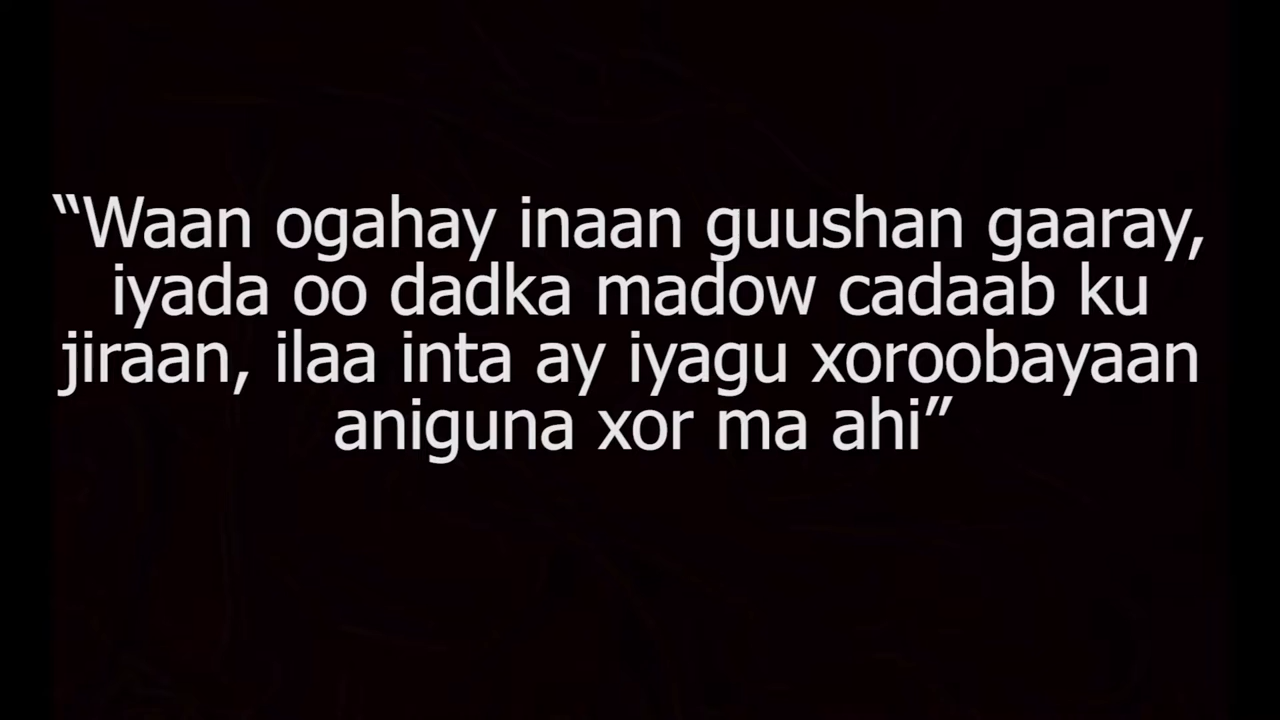 “Waan ogahay inaan guushan gaaray,
iyada oo dadka madow cadaab ku
jiraan, ilaa inta ay iyagu xoroobayaan
aniguna xor ma ahi”